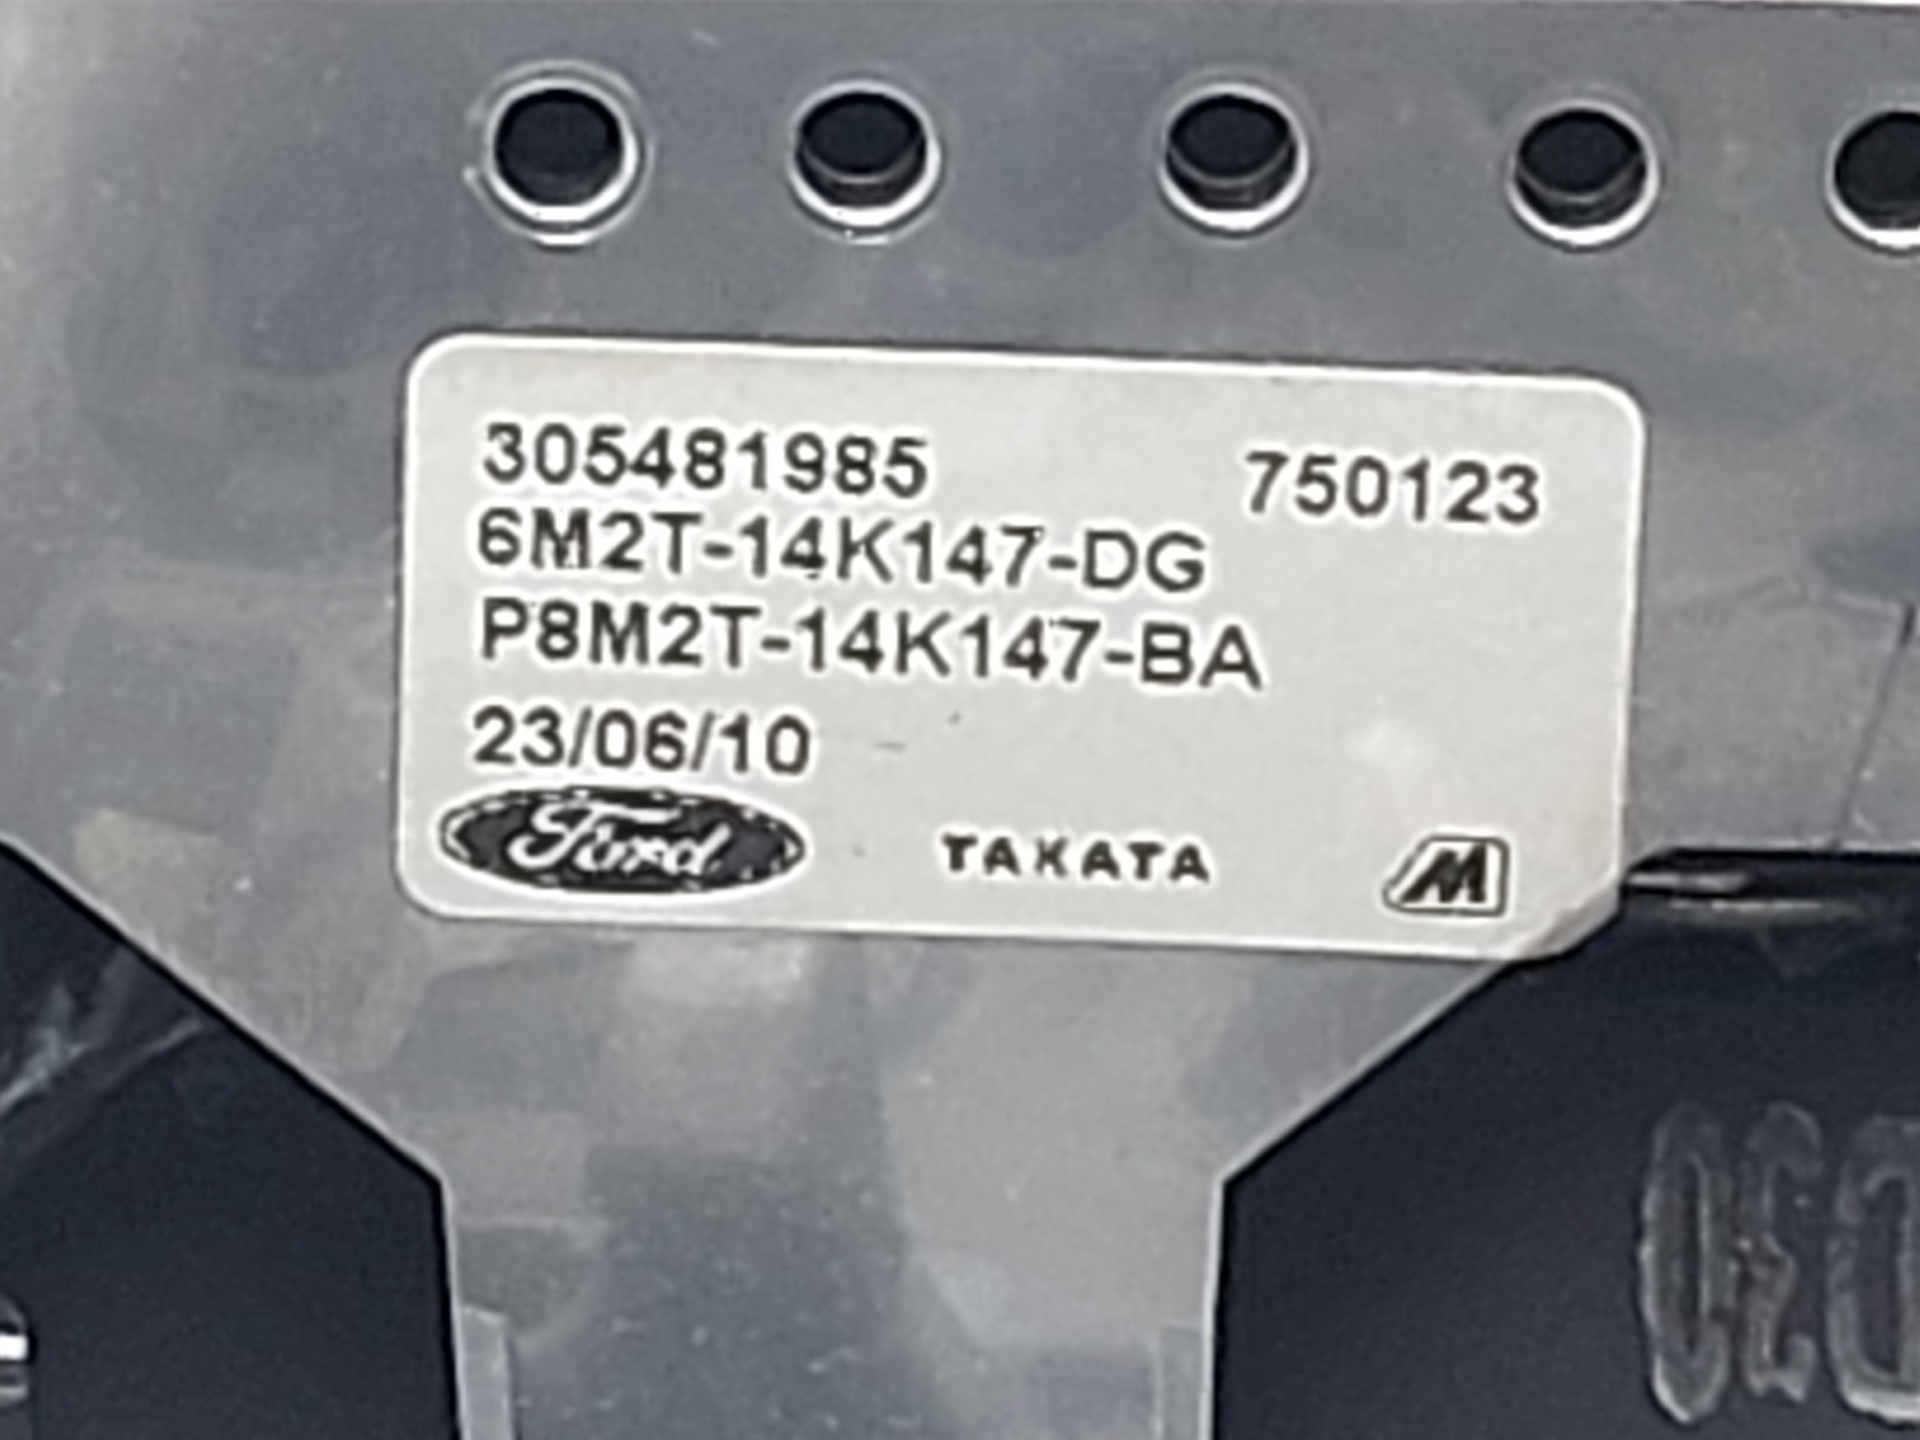 305481985 750123
6M2T-14K147-DG
P8M2T-14K147-BA
23/06/10
Ford TAKATA M